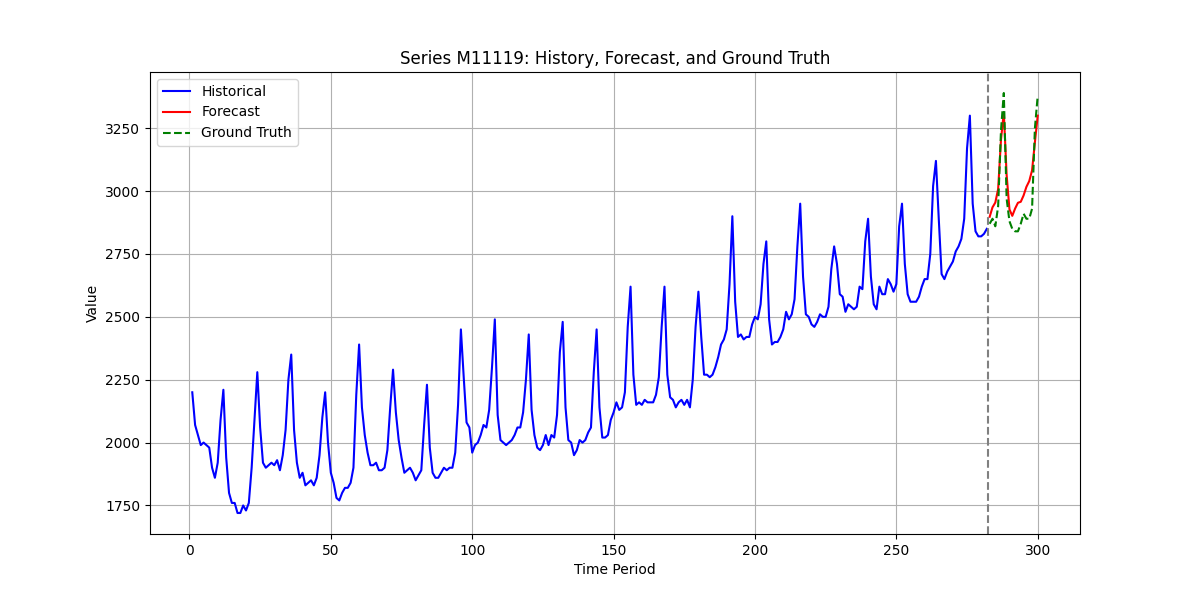 Series M11119: History, Forecast, and Ground Truth
Historical
Forecast
Ground Truth
Value
3250
3000
2750
2500
2250
2000
1750
0 50 100 150 200 250 300
Time Period